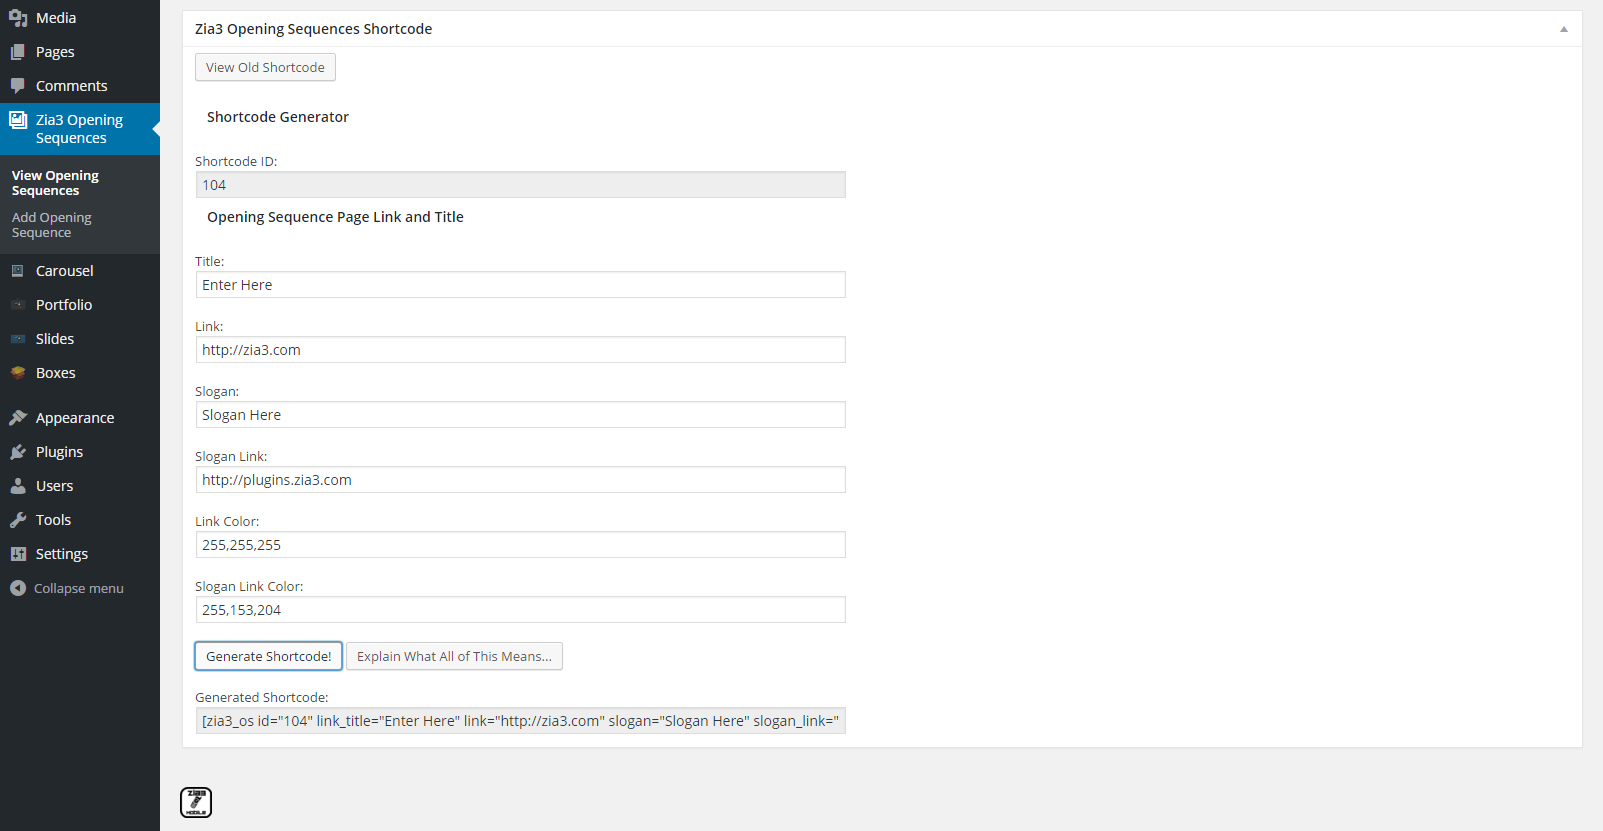 Media
Pages
Comments
Zia3 Opening
Sequences
View Opening
Sequences
Add Opening
Sequence
Carousel
Portfolio
Slides
Boxes
Appearance
Plugins
Users
Tools
Settings
Collapse menu
Zia3 Opening Sequences Shortcode
View Old Shortcode
Shortcode Generator
Shortcode ID:
104
Opening Sequence Page Link and Title
Title:
Enter Here
Link:
http://zia3.com
Slogan:
Slogan Here
Slogan Link:
http://plugins.zia3.com
Link Color:
255,255,255
Slogan Link Color:
255,153,204
Generate Shortcode!
Explain What All of This Means...
Generated Shortcode:
[zia3_os id="104" link_title="Enter Here" link="http://zia3.com" slogan="Slogan Here" slogan_link="
zia3
MOBILE